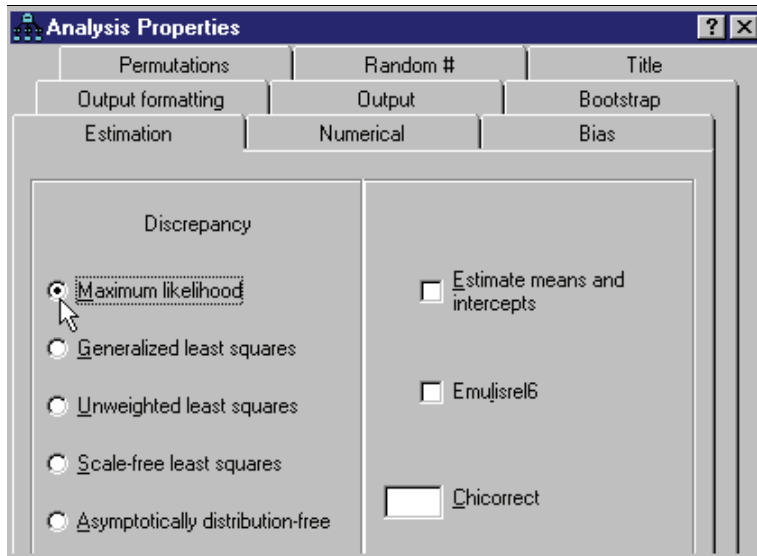 Analysis Properties
Permutations
Random #
Title
Output formatting
Output
Bootstrap
Estimation
Numerical
Bias
Discrepancy
Maximum likelihood
Generalized least squares
Unweighted least squares
Scale-free least squares
Asymptotically distribution-free
Estimate means and
intercepts
Emulisrel6
Chicorrect